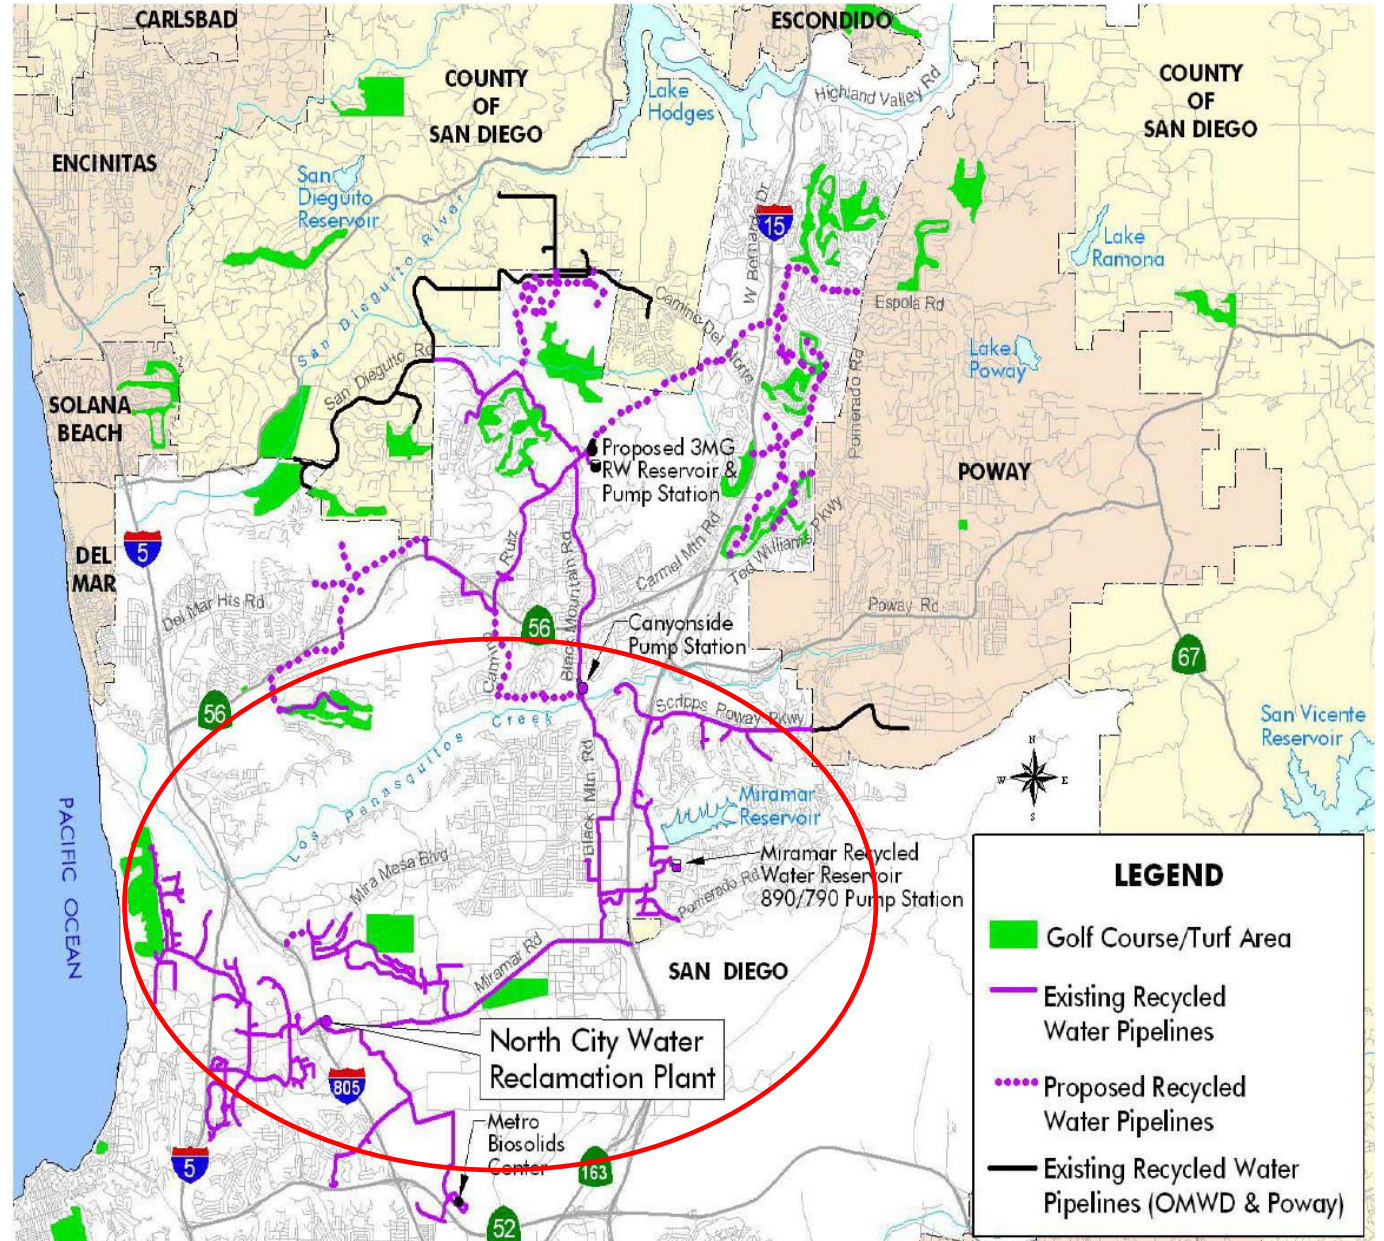 CARLSBAD
ESCONDIDO
COUNTY
OF
SAN DIEGO
Lake
Hodges
Highland Valley Rd
COUNTY
OF
SAN DIEGO
ENCINITAS
San
Dieguito
Reservoir
San Dieguito River
W Bernardo Dr
15
Lake
Ramona
Camino Del Norte
Espola Rd
San Dieguito Rd
Lake
Poway
Pomerado Rd
SOLANA
BEACH
Proposed 3MG
RW Reservoir &
Pump Station
POWAY
5
DEL
MAR
Camino Ruiz
Black Mountain Rd
Carmel Mtn Rd
Ted Williams Pkwy
Del Mar Hts Rd
Poway Rd
56
Canyonside
Pump Station
67
56
Los Penasquitos Creek
Scripps Poway Pkwy
San Vicente
Reservoir
N
W
E
S
Black Mtn Rd
Miramar
Reservoir
PACIFIC OCEAN
Mira Mesa Blvd
Miramar Recycled
Water Reservoir
890/790 Pump Station
Pomerado Rd
Miramar Rd
SAN DIEGO
North City Water
Reclamation Plant
805
Metro
Biosolids
Center
5
163
52
LEGEND
Golf Course/Turf Area
Existing Recycled
Water Pipelines
Proposed Recycled
Water Pipelines
Existing Recycled Water
Pipelines (OMWD & Poway)